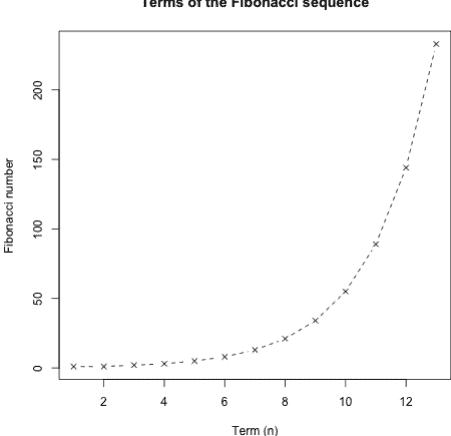 Terms of the Fibonacci sequence
Fibonacci number
200
150
100
50
0
2 4 6 8 10 12
Term (n)